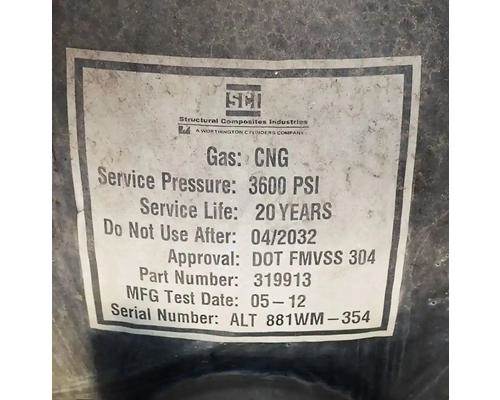 SCI
Structural Composites Industries
A WORTHINGTON CYLINDERS COMPANY
Gas: CNG
Service Pressure: 3600 PSI
Service Life: 20 YEARS
Do Not Use After: 04/2032
Approval: DOT FMVSS 304
Part Number: 319913
MFG Test Date: 05-12
Serial Number: ALT 881WM-354